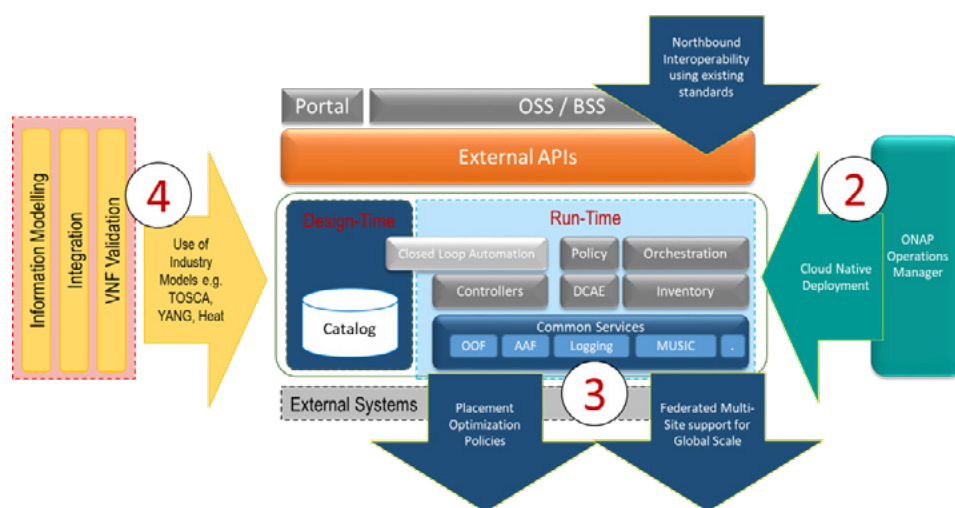 Northbound
Interoperability
using existing
standards
Portal
OSS / BSS
External APIs
Information Modelling
Integration
VNF Validation
4
Use of
Industry
Models e.g.
TOSCA,
YANG, Heat
Design-Time
Catalog
Run-Time
Closed Loop Automation
Policy
Orchestration
Controllers
DCAE
Inventory
Common Services
OOF
AAF
Logging
MUSIC
.
2
Cloud Native
Deployment
ONAP
Operations
Manager
External Systems
3
Placement
Optimization
Policies
Federated Multi-
Site support for
Global Scale